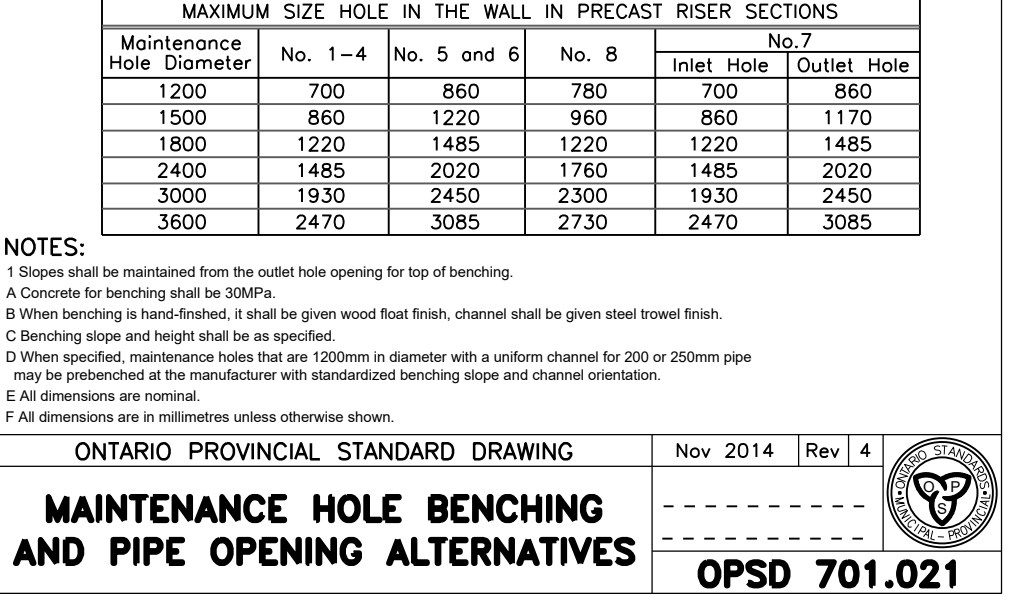 MAXIMUM SIZE HOLE IN THE WALL IN PRECAST RISER SECTIONS
Maintenance Hole Diameter No. 1-4 No. 5 and 6 No. 8 No.7
Inlet Hole Outlet Hole
1200 700 860 780 700 860
1500 860 1220 960 860 1170
1800 1220 1485 1220 1220 1485
2400 1485 2020 1760 1485 2020
3000 1930 2450 2300 1930 2450
3600 2470 3085 2730 2470 3085
NOTES:
1 Slopes shall be maintained from the outlet hole opening for top of benching.
A Concrete for benching shall be 30MPa.
B When benching is hand-finshed, it shall be given wood float finish, channel shall be given steel trowel finish.
C Benching slope and height shall be as specified.
D When specified, maintenance holes that are 1200mm in diameter with a uniform channel for 200 or 250mm pipe
may be prebenched at the manufacturer with standardized benching slope and channel orientation.
E All dimensions are nominal.
F All dimensions are in millimetres unless otherwise shown.
ONTARIO PROVINCIAL STANDARD DRAWING
Nov 2014 Rev 4
MAINTENANCE HOLE BENCHING
AND PIPE OPENING ALTERNATIVES
ONTARIO STANDARDS
O P
S
MUNICIPAL - PROVINCIAL
OPSD 701.021